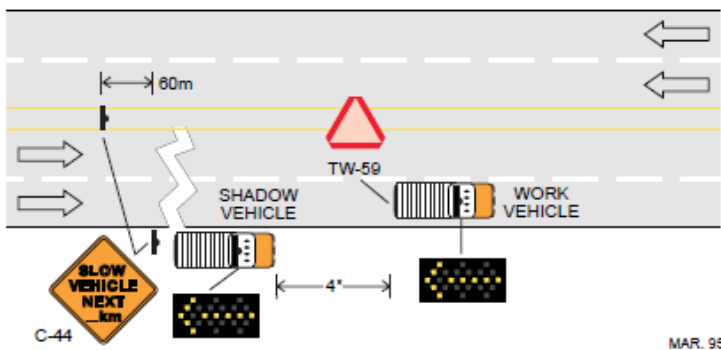 60m
TW-59
SHADOW
VEHICLE
WORK
VEHICLE
SLOW
VEHICLE
NEXT
__km
C-44
4*
MAR. 95